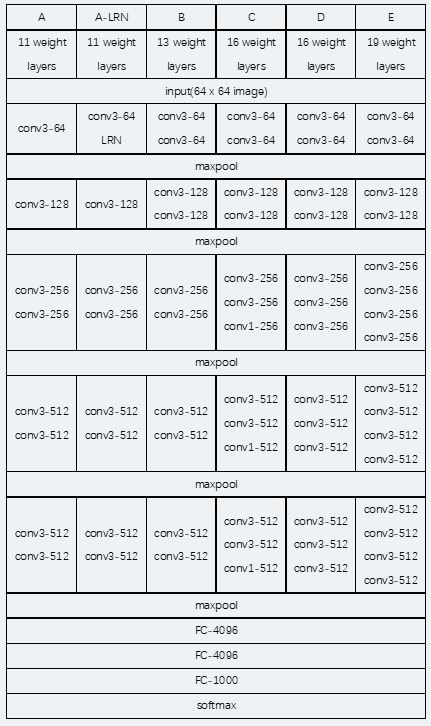 A A-LRN B C D E
11 weight 11 weight 13 weight 16 weight 16 weight 19 weight
layers layers layers layers layers layers
input(64 x 64 image)
conv3-64 conv3-64 conv3-64 conv3-64 conv3-64 conv3-64
LRN conv3-64 conv3-64 conv3-64 conv3-64
maxpool
conv3-128 conv3-128 conv3-128 conv3-128 conv3-128 conv3-128
conv3-128 conv3-128 conv3-128 conv3-128
maxpool
conv3-256
conv3-256 conv3-256 conv3-256 conv3-256 conv3-256 conv3-256
conv3-256 conv3-256 conv3-256 conv3-256 conv3-256 conv3-256
conv1-256 conv3-256 conv3-256
maxpool
conv3-512
conv3-512 conv3-512 conv3-512 conv3-512 conv3-512 conv3-512
conv3-512 conv3-512 conv3-512 conv3-512 conv3-512 conv3-512
conv1-512 conv3-512 conv3-512
maxpool
conv3-512
conv3-512 conv3-512 conv3-512 conv3-512 conv3-512 conv3-512
conv3-512 conv3-512 conv3-512 conv3-512 conv3-512 conv3-512
conv1-512 conv3-512 conv3-512
maxpool
FC-4096
FC-4096
FC-1000
softmax